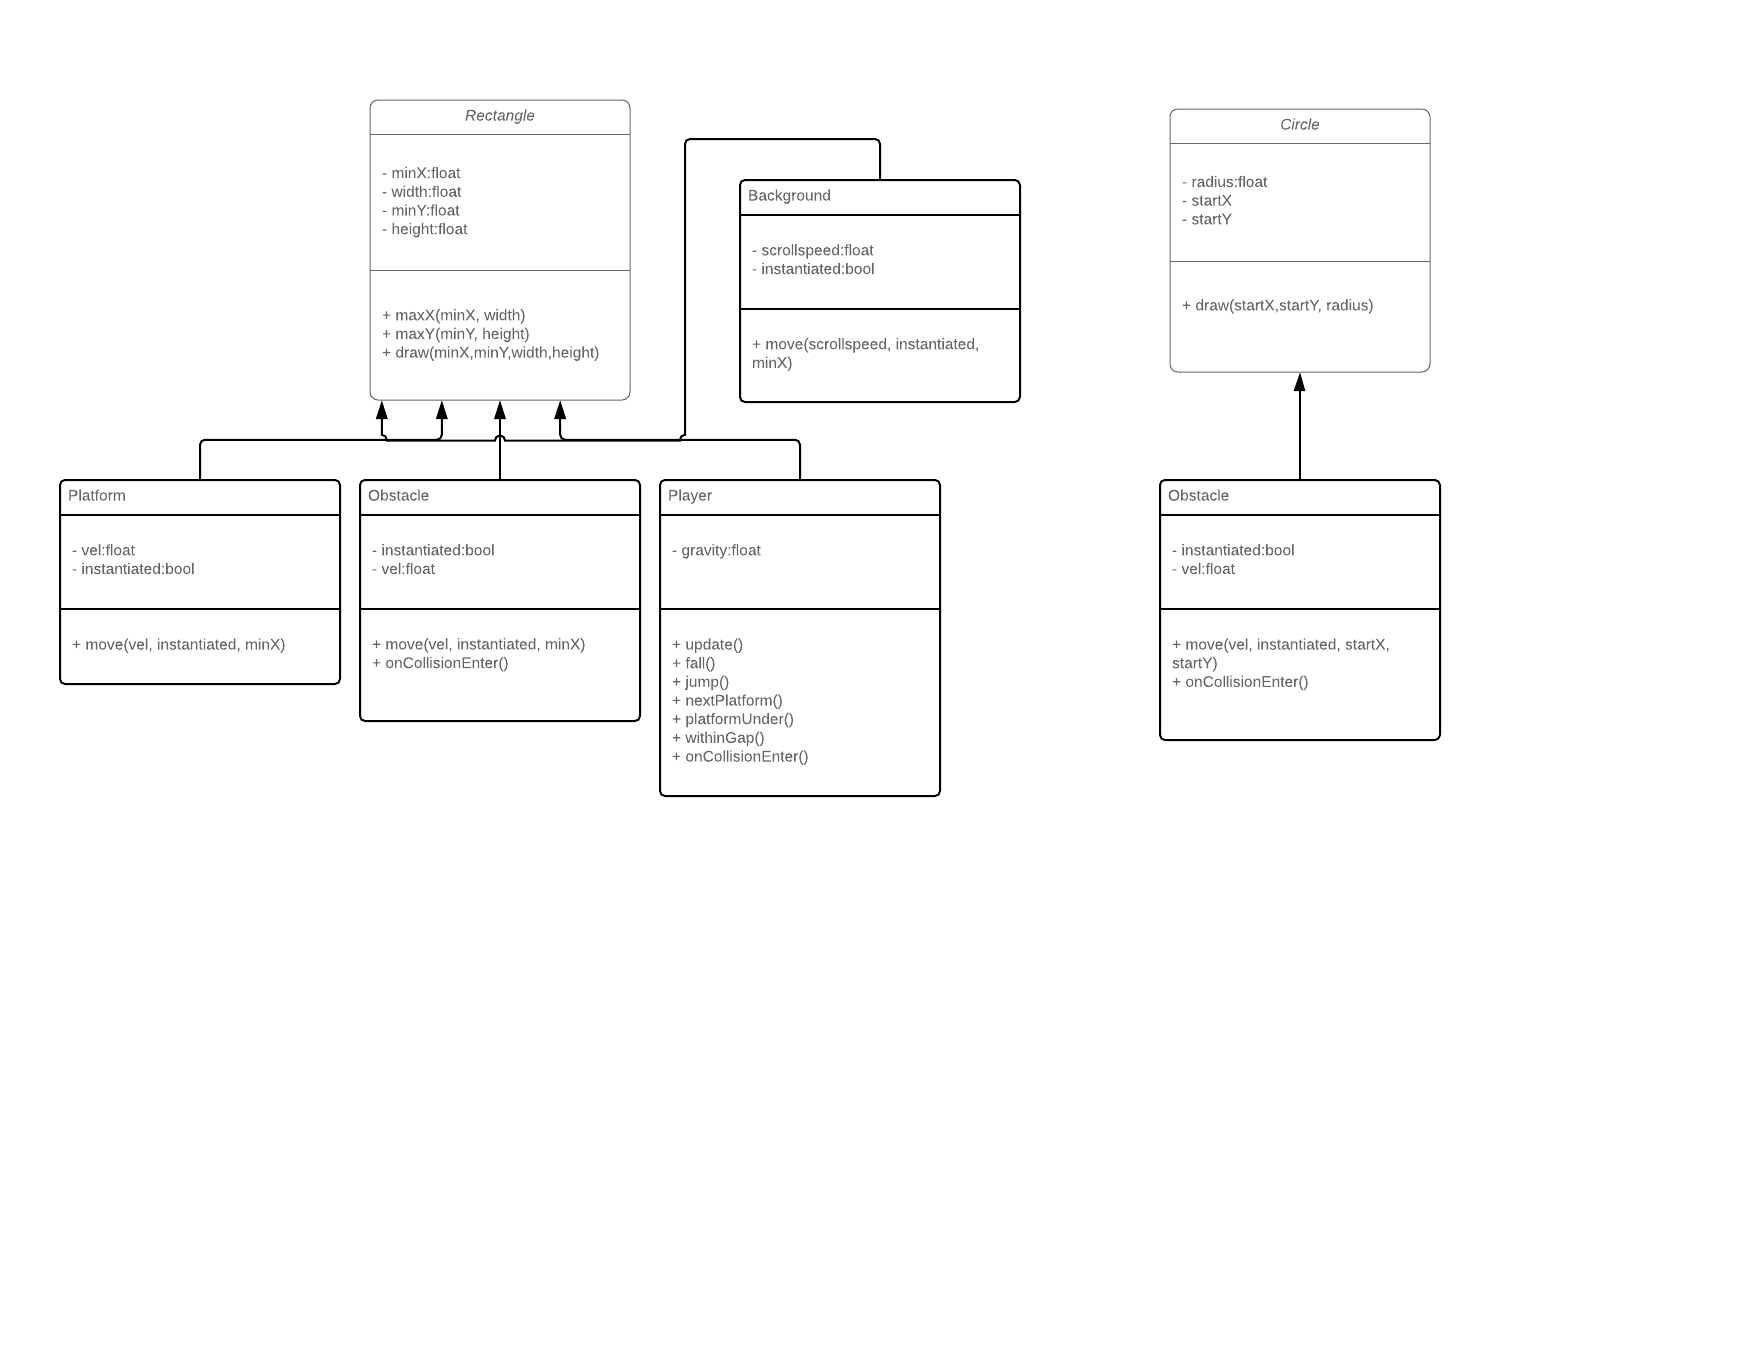 Rectangle
- minX:float
- width:float
- minY:float
- height:float
+ maxX(minX, width)
+ maxY(minY, height)
+ draw(minX,minY,width,height)
Background
- scrollspeed:float
- instantiated:bool
+ move(scrollspeed, instantiated,
minX)
Circle
- radius:float
- startX
- startY
+ draw(startX,startY, radius)
Platform
- vel:float
- instantiated:bool
+ move(vel, instantiated, minX)
Obstacle
- instantiated:bool
- vel:float
+ move(vel, instantiated, minX)
+ onCollisionEnter()
Player
- gravity:float
+ update()
+ fall()
+ jump()
+ nextPlatform()
+ platformUnder()
+ withinGap()
+ onCollisionEnter()
Obstacle
- instantiated:bool
- vel:float
+ move(vel, instantiated, startX,
startY)
+ onCollisionEnter()